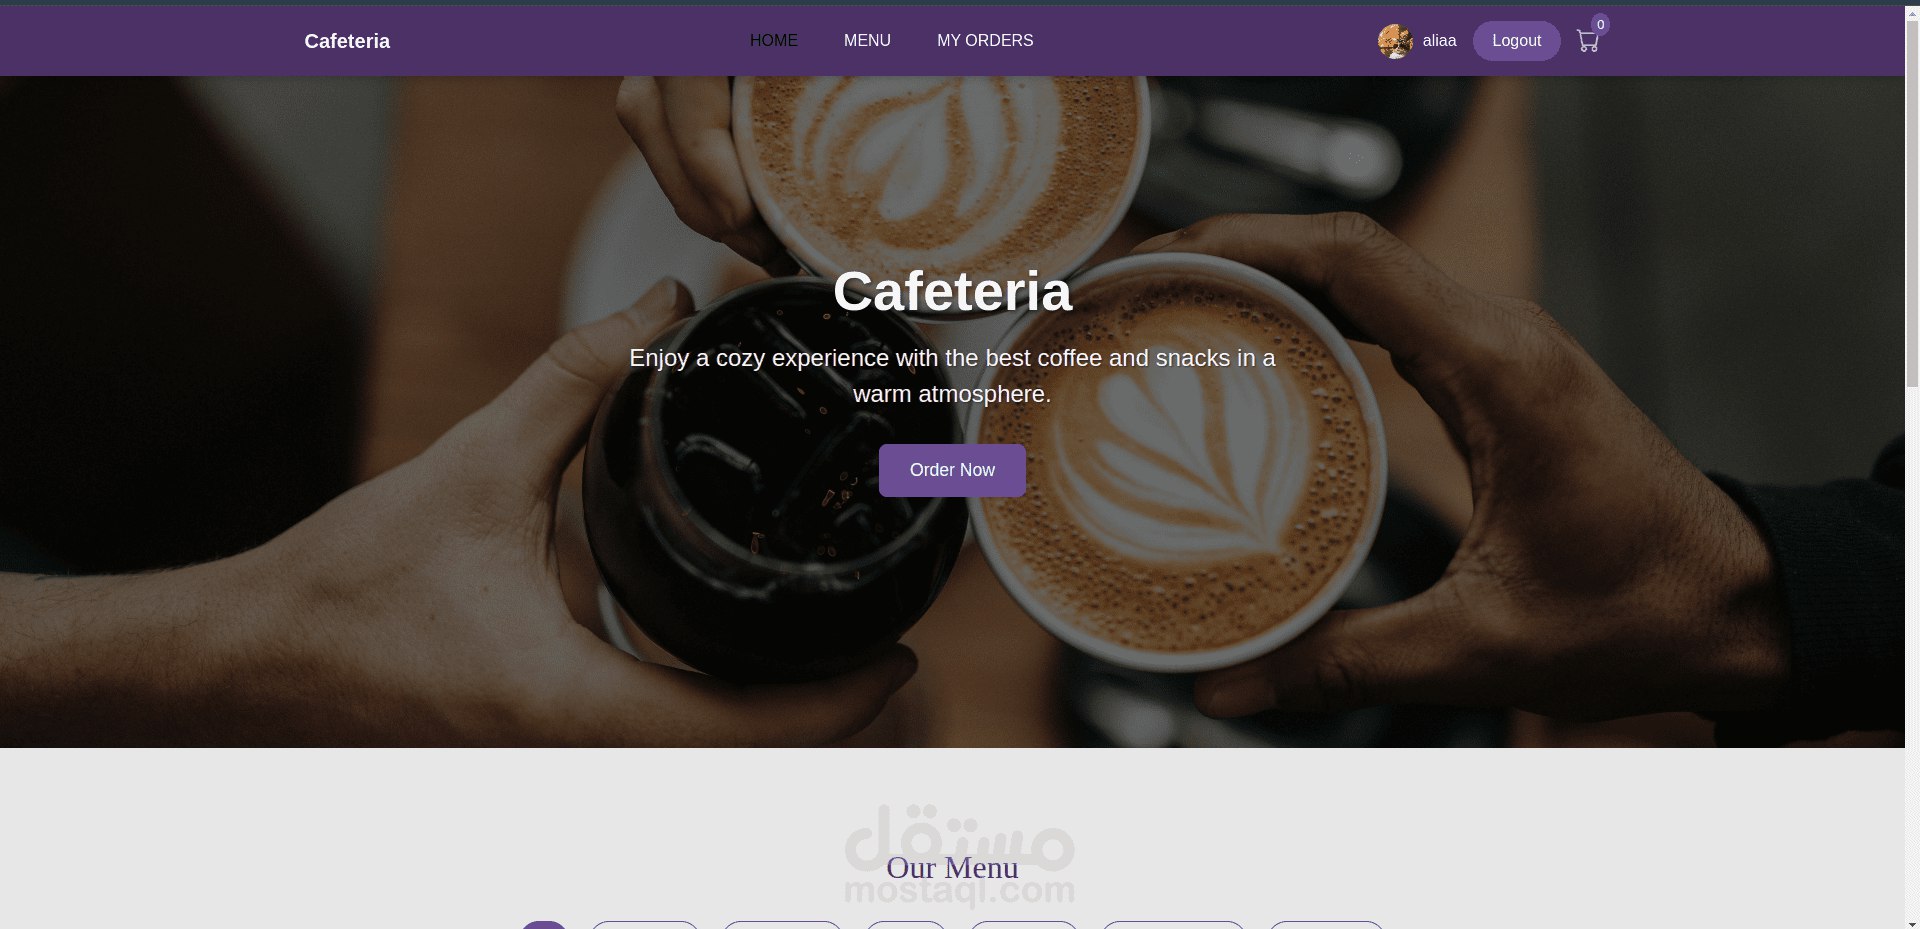 Cafeteria
HOME
MENU
MY ORDERS
aliaa
Logout
0
Cafeteria
Enjoy a cozy experience with the best coffee and snacks in a
warm atmosphere.
Order Now
مستقل
Our Menu
mostaql.com